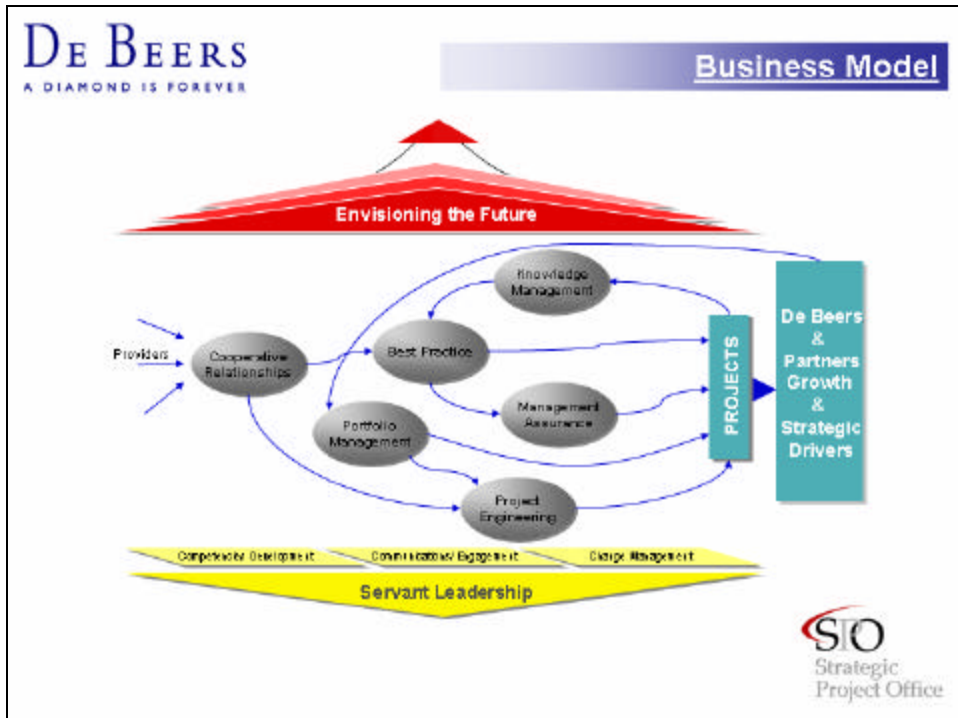 DE BEERS
A DIAMOND IS FOREVER
Business Model
Envisioning the Future
Knowledge
Management
Providers
Cooperative
Relationships
Best Practice
Management
Assurance
Portfolio
Management
Project
Engineering
PROJECTS
De Beers
&
Partners
Growth
&
Strategic
Drivers
Competency Development
Communications/ Engagement
Change Management
Servant Leadership
SPO
Strategic
Project Office